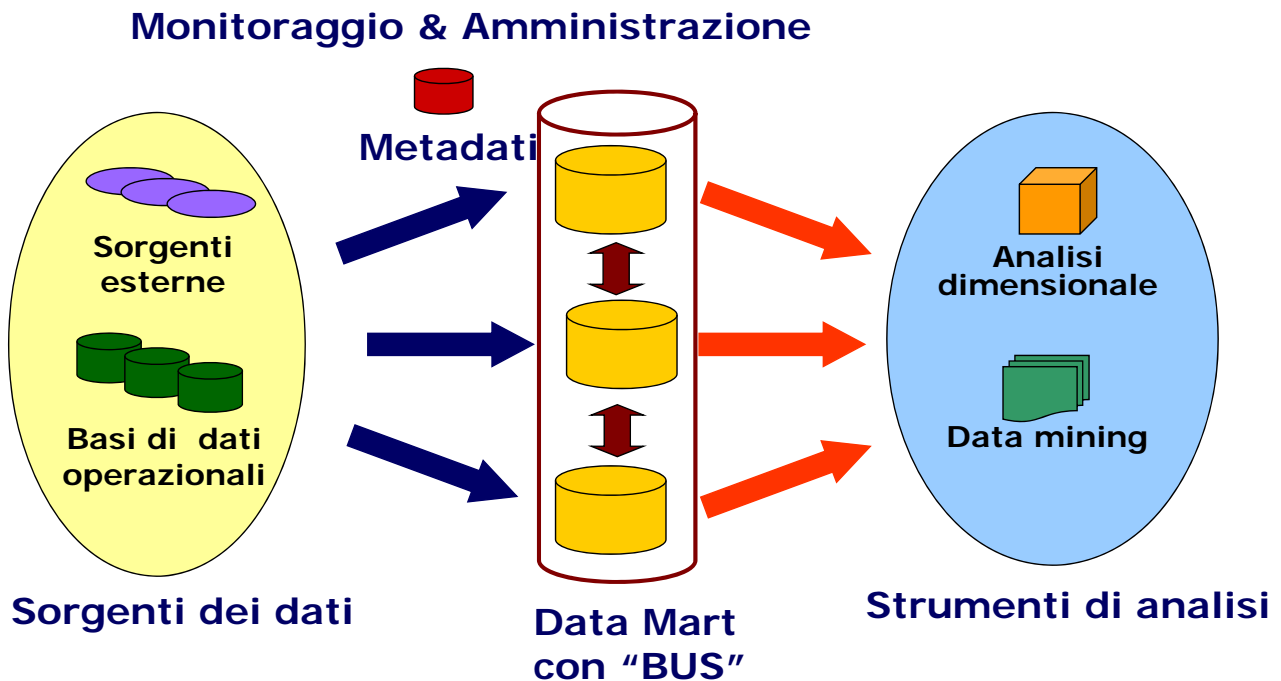 Monitoraggio & Amministrazione
Metadati
Sorgenti
esterne
Basi di dati
operazionali
Sorgenti dei dati
Data Mart
con “BUS”
Analisi
dimensionale
Data mining
Strumenti di analisi